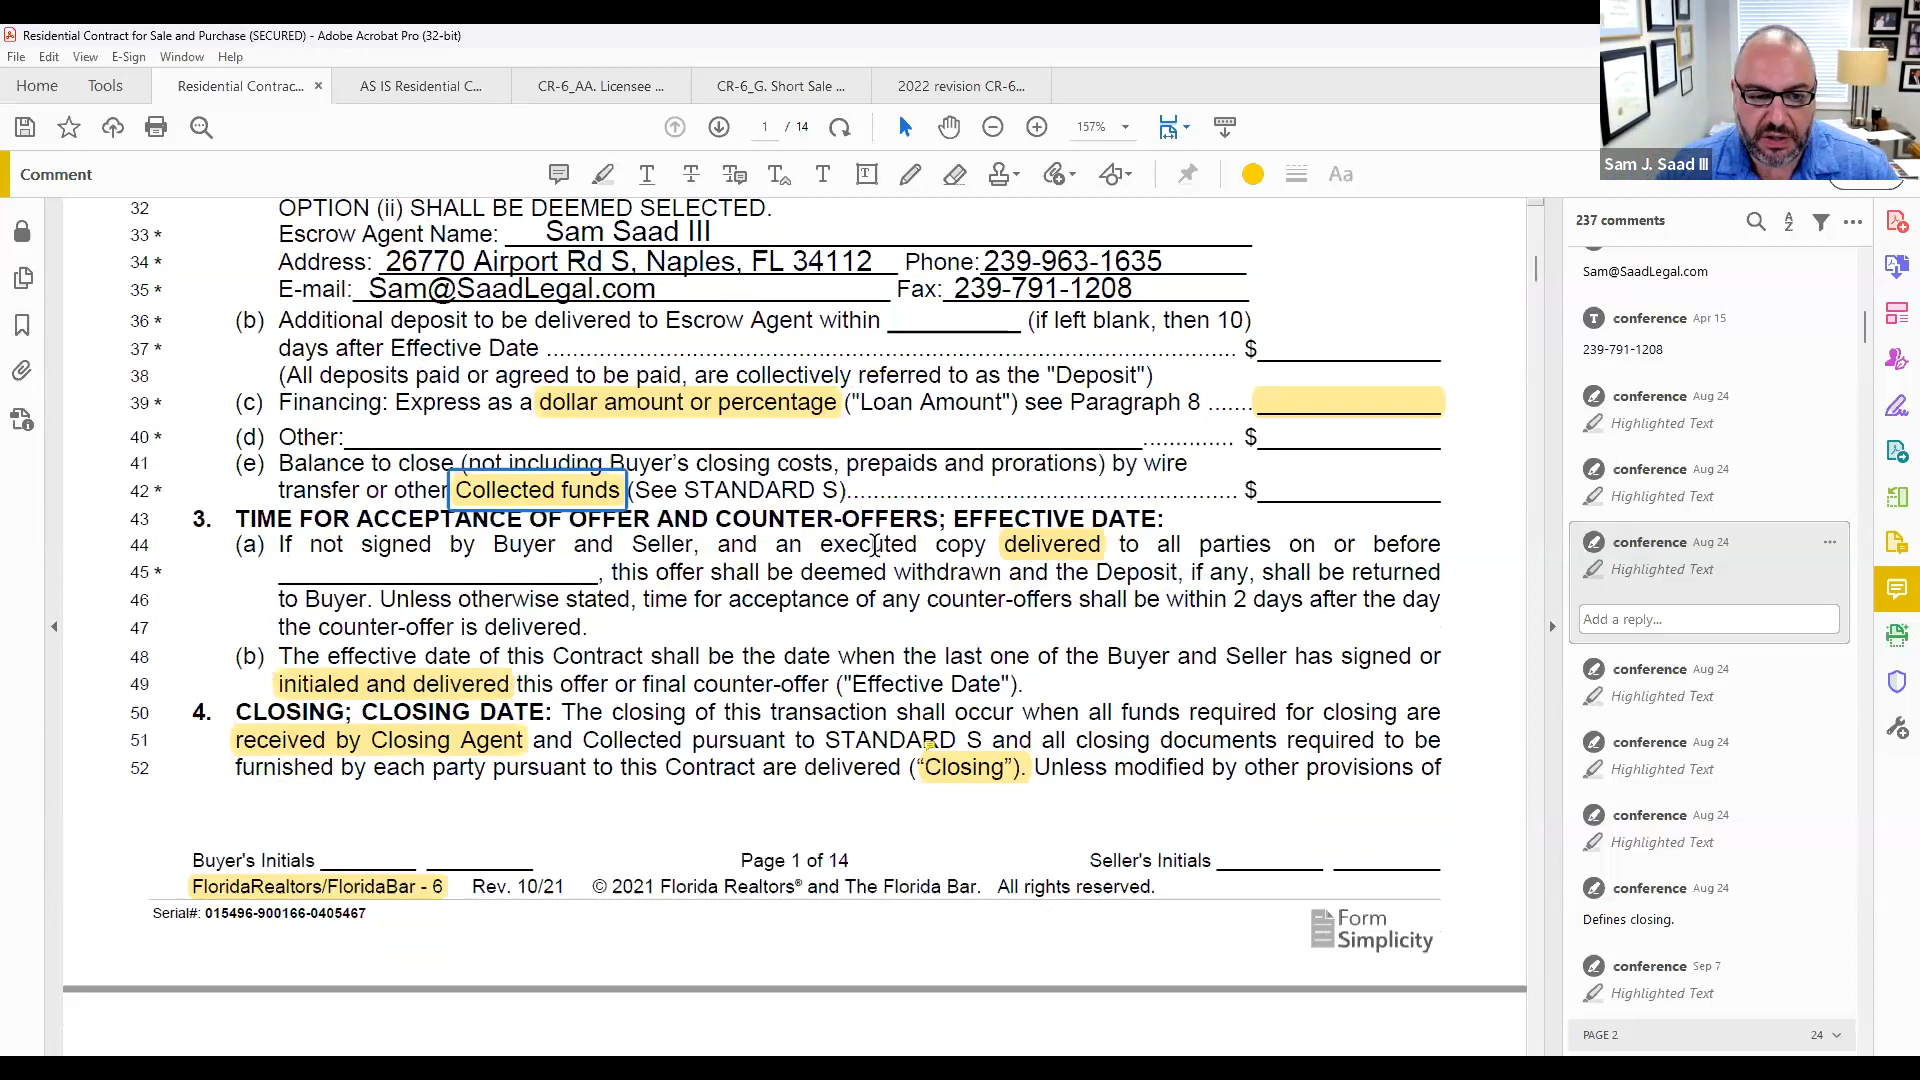 Residential Contract for Sale and Purchase (SECURED) - Adobe Acrobat Pro (32-bit)
File Edit View E-Sign Window Help
Home Tools Residential Contrac... × AS IS Residential C... CR-6_AA. Licensee ... CR-6_G. Short Sale ... 2022 revision CR-6...
1 / 14 157%
Comment
Sam J. Saad III
32 OPTION (ii) SHALL BE DEEMED SELECTED.
33 * Escrow Agent Name: Sam Saad III
34 * Address: 26770 Airport Rd S, Naples, FL 34112 Phone: 239-963-1635
35 * E-mail: Sam@SaadLegal.com Fax: 239-791-1208
36 * (b) Additional deposit to be delivered to Escrow Agent within __________ (if left blank, then 10)
37 * days after Effective Date .......... $
38 (All deposits paid or agreed to be paid, are collectively referred to as the "Deposit")
39 * (c) Financing: Express as a dollar amount or percentage ("Loan Amount") see Paragraph 8 ......
40 * (d) Other:__________.............. $
41 (e) Balance to close (not including Buyer's closing costs, prepaids and prorations) by wire
42 * transfer or other Collected funds (See STANDARD S).......... $
43 3. TIME FOR ACCEPTANCE OF OFFER AND COUNTER-OFFERS; EFFECTIVE DATE:
44 (a) If not signed by Buyer and Seller, and an executed copy delivered to all parties on or before
45 * __________, this offer shall be deemed withdrawn and the Deposit, if any, shall be returned
46 to Buyer. Unless otherwise stated, time for acceptance of any counter-offers shall be within 2 days after the day
47 the counter-offer is delivered.
48 (b) The effective date of this Contract shall be the date when the last one of the Buyer and Seller has signed or
49 initialed and delivered this offer or final counter-offer ("Effective Date").
50 4. CLOSING; CLOSING DATE: The closing of this transaction shall occur when all funds required for closing are
51 received by Closing Agent and Collected pursuant to STANDARD S and all closing documents required to be
52 furnished by each party pursuant to this Contract are delivered (“Closing”). Unless modified by other provisions of
Buyer's Initials Page 1 of 14 Seller's Initials
FloridaRealtors/FloridaBar - 6 Rev. 10/21 © 2021 Florida Realtors® and The Florida Bar. All rights reserved.
Serial#: 015496-900166-0405467
Form
Simplicity
237 comments
Sam@SaadLegal.com
conference Apr 15
239-791-1208
conference Aug 24
Highlighted Text
conference Aug 24
Highlighted Text
conference Aug 24
Highlighted Text
Add a reply...
conference Aug 24
Highlighted Text
conference Aug 24
Highlighted Text
conference Aug 24
Highlighted Text
conference Aug 24
Defines closing.
conference Sep 7
Highlighted Text
PAGE 2 24